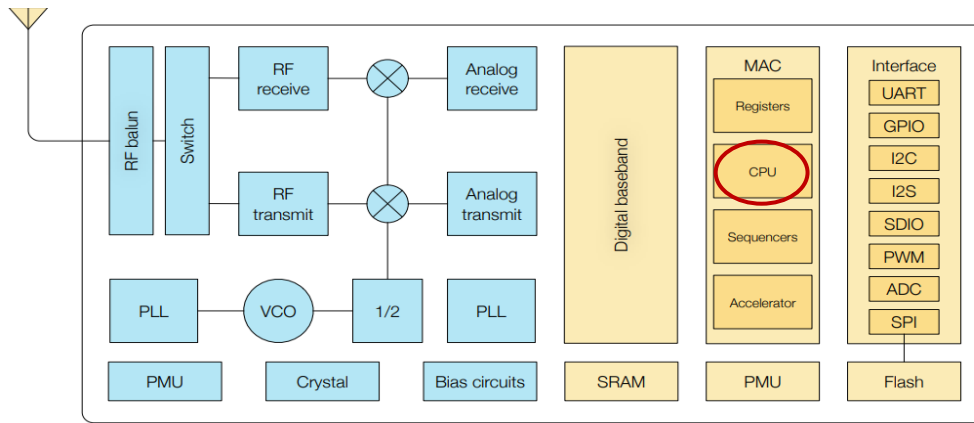 RF balun
Switch
RF
receive
Analog
receive
RF
transmit
Analog
transmit
PLL
VCO
1/2
PLL
PMU
Crystal
Bias circuits
Digital baseband
SRAM
MAC
Registers
CPU
Sequencers
Accelerator
PMU
Interface
UART
GPIO
I2C
I2S
SDIO
PWM
ADC
SPI
Flash